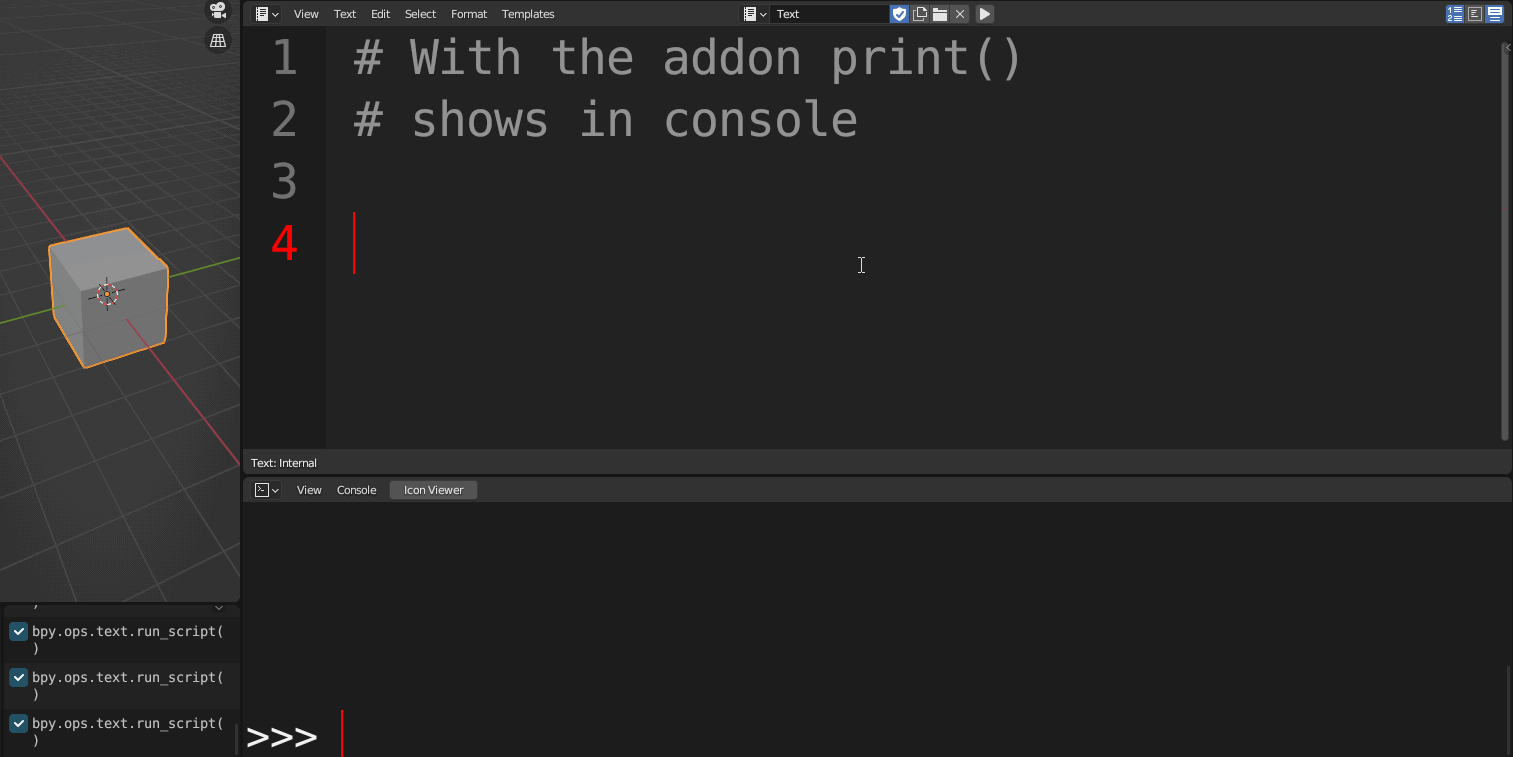 View Text Edit Select Format Templates Text
1 # With the addon print()
2 # shows in console
3
4
Text: Internal
View Console Icon Viewer
)
bpy.ops.text.run_script(
)
bpy.ops.text.run_script(
)
bpy.ops.text.run_script(
)
>>>